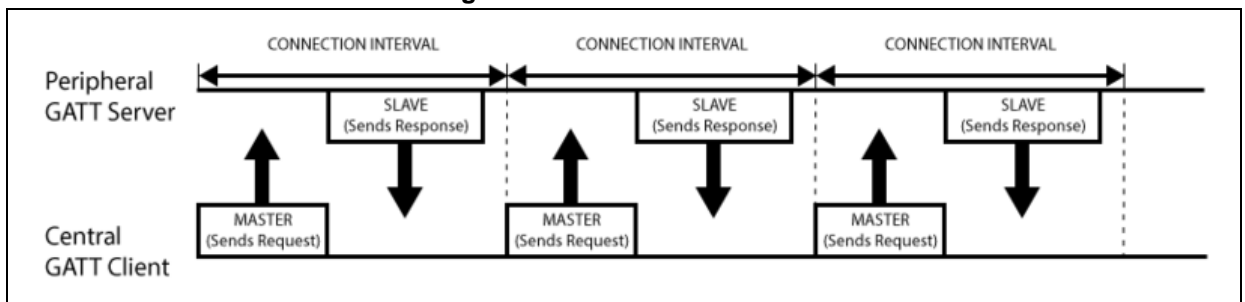 CONNECTION INTERVAL
CONNECTION INTERVAL
CONNECTION INTERVAL
Peripheral
GATT Server
SLAVE
(Sends Response)
SLAVE
(Sends Response)
SLAVE
(Sends Response)
Central
GATT Client
MASTER
(Sends Request)
MASTER
(Sends Request)
MASTER
(Sends Request)